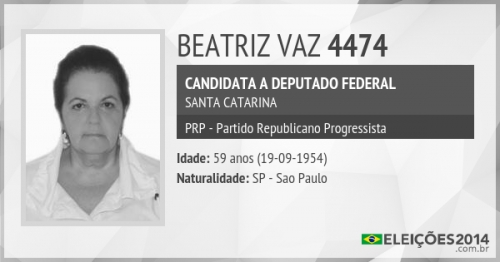 BEATRIZ VAZ 4474
CANDIDATA A DEPUTADO FEDERAL
SANTA CATARINA
PRP - Partido Republicano Progressista
Idade: 59 anos (19-09-1954)
Naturalidade: SP - Sao Paulo
ELEIÇÕES2014
.com.br